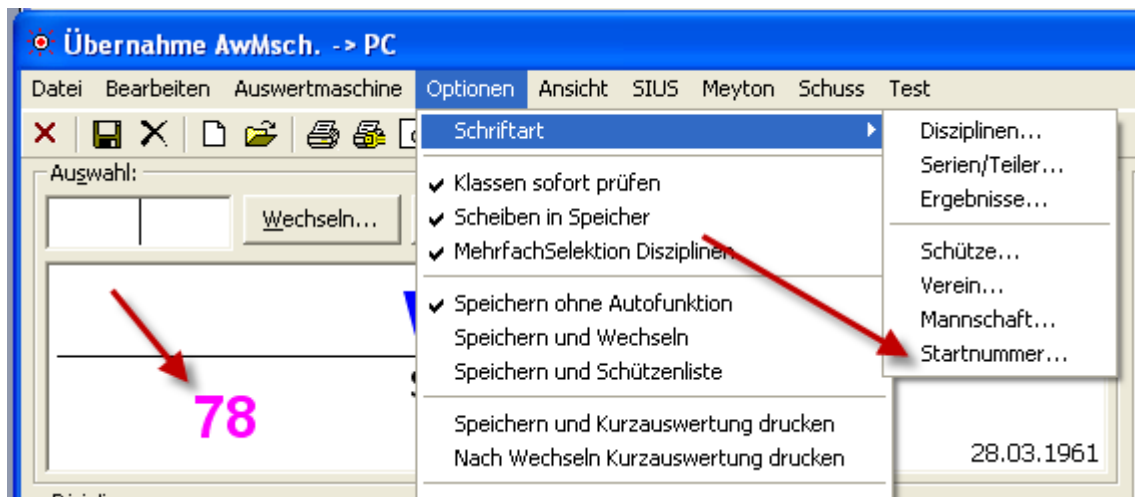 Übernahme AwMsch. -> PC
Datei Bearbeiten Auswertmaschine Optionen Ansicht SIUS Meyton Schuss Test
Auswahl:
Wechseln...
78
28.03.1961
Schriftart
Klassen sofort prüfen
Scheiben in Speicher
MehrfachSelektion Disziplinen
Speichern ohne Autofunktion
Speichern und Wechseln
Speichern und Schützenliste
Speichern und Kurzauswertung drucken
Nach Wechseln Kurzauswertung drucken
Disziplinen...
Serien/Teiler...
Ergebnisse...
Schütze...
Verein...
Mannschaft...
Startnummer...